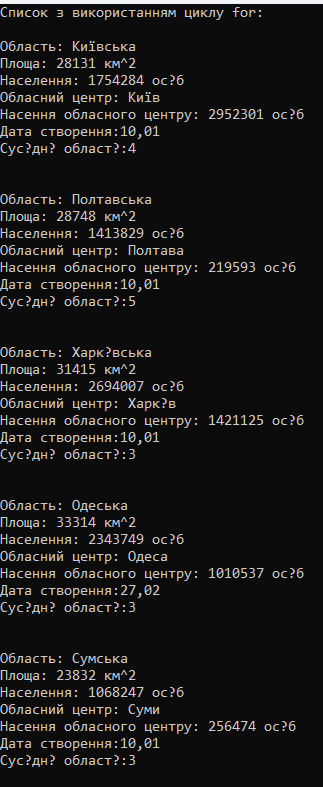 Список з використанням циклу for:
Область: Київська
Площа: 28131 км^2
Населення: 1754284 ос?б
Обласний центр: Київ
Насення обласного центру: 2952301 ос?б
Дата створення:10,01
Сус?дн? област?:4
Область: Полтавська
Площа: 28748 км^2
Населення: 1413829 ос?б
Обласний центр: Полтава
Насення обласного центру: 219593 ос?б
Дата створення:10,01
Сус?дн? област?:5
Область: Харк?вська
Площа: 31415 км^2
Населення: 2694007 ос?б
Обласний центр: Харк?в
Насення обласного центру: 1421125 ос?б
Дата створення:10,01
Сус?дн? област?:3
Область: Одеська
Площа: 33314 км^2
Населення: 2343749 ос?б
Обласний центр: Одеса
Насення обласного центру: 1010537 ос?б
Дата створення:27,02
Сус?дн? област?:3
Область: Сумська
Площа: 23832 км^2
Населення: 1068247 ос?б
Обласний центр: Суми
Насення обласного центру: 256474 ос?б
Дата створення:10,01
Сус?дн? област?:3